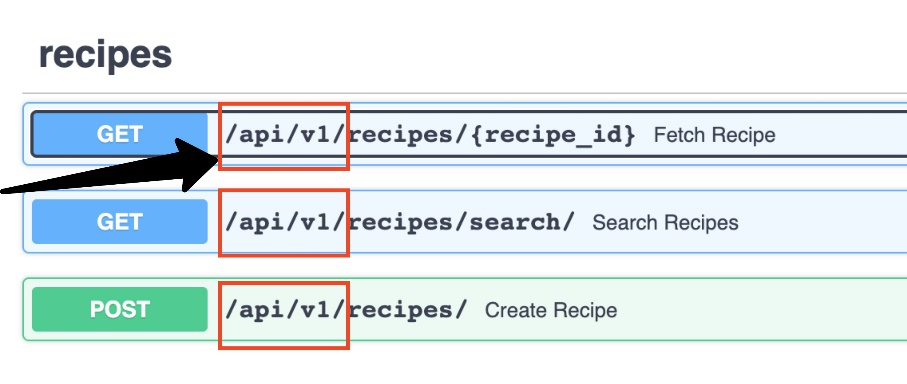 recipes
GET /api/v1/recipes/{recipe_id} Fetch Recipe
GET /api/v1/recipes/search/ Search Recipes
POST /api/v1/recipes/ Create Recipe